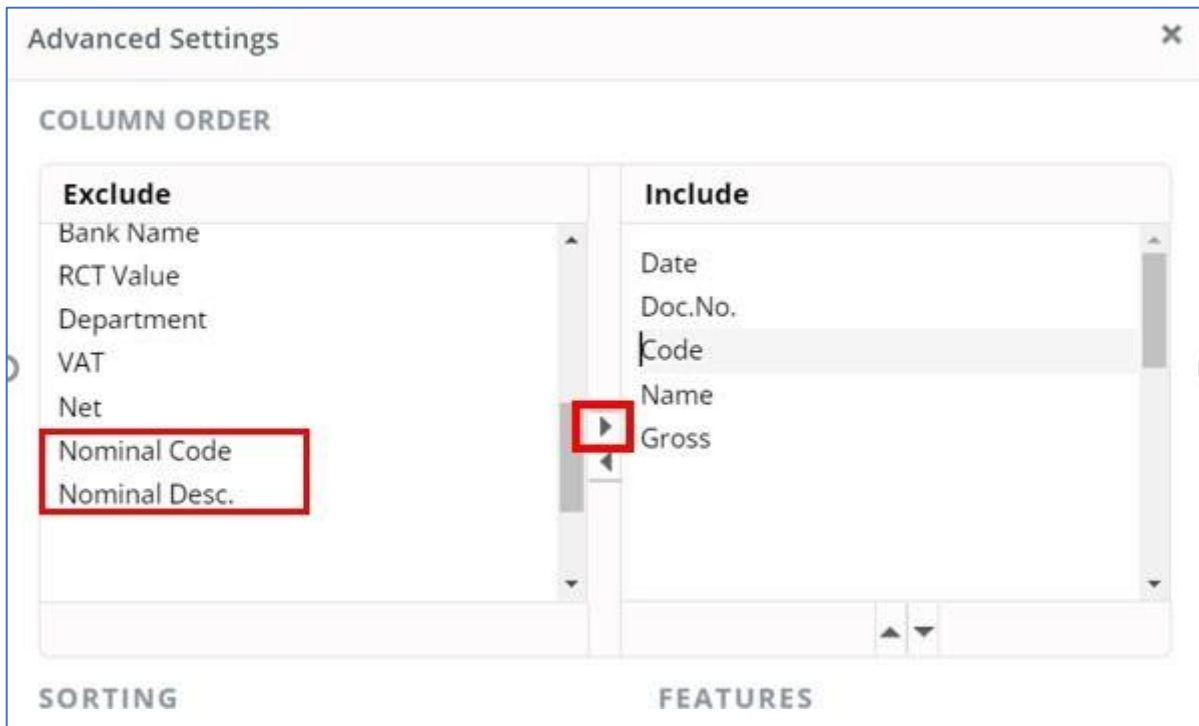 Advanced Settings
COLUMN ORDER
Exclude
Bank Name
RCT Value
Department
VAT
Net
Nominal Code
Nominal Desc.
Include
Date
Doc.No.
Code
Name
Gross
SORTING
FEATURES